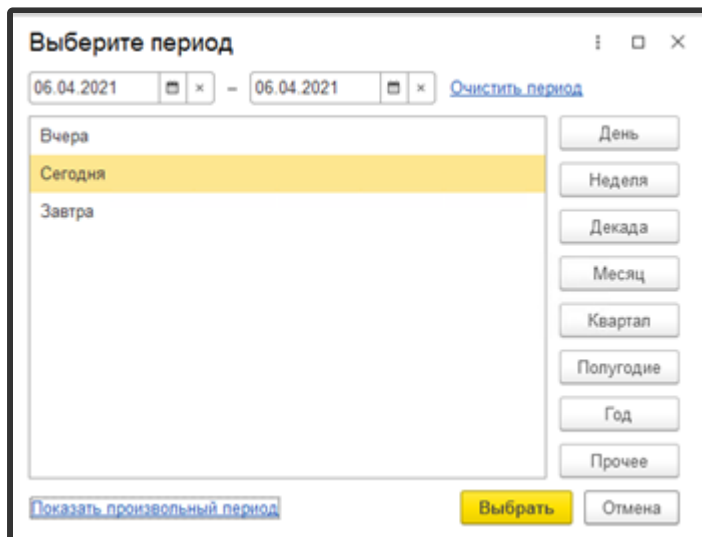 Выберите период
06.04.2021 – 06.04.2021 Очистить период
Вчера
Сегодня
Завтра
День
Неделя
Декада
Месяц
Квартал
Полугодие
Год
Прочее
Показать произвольный период
Выбрать
Отмена